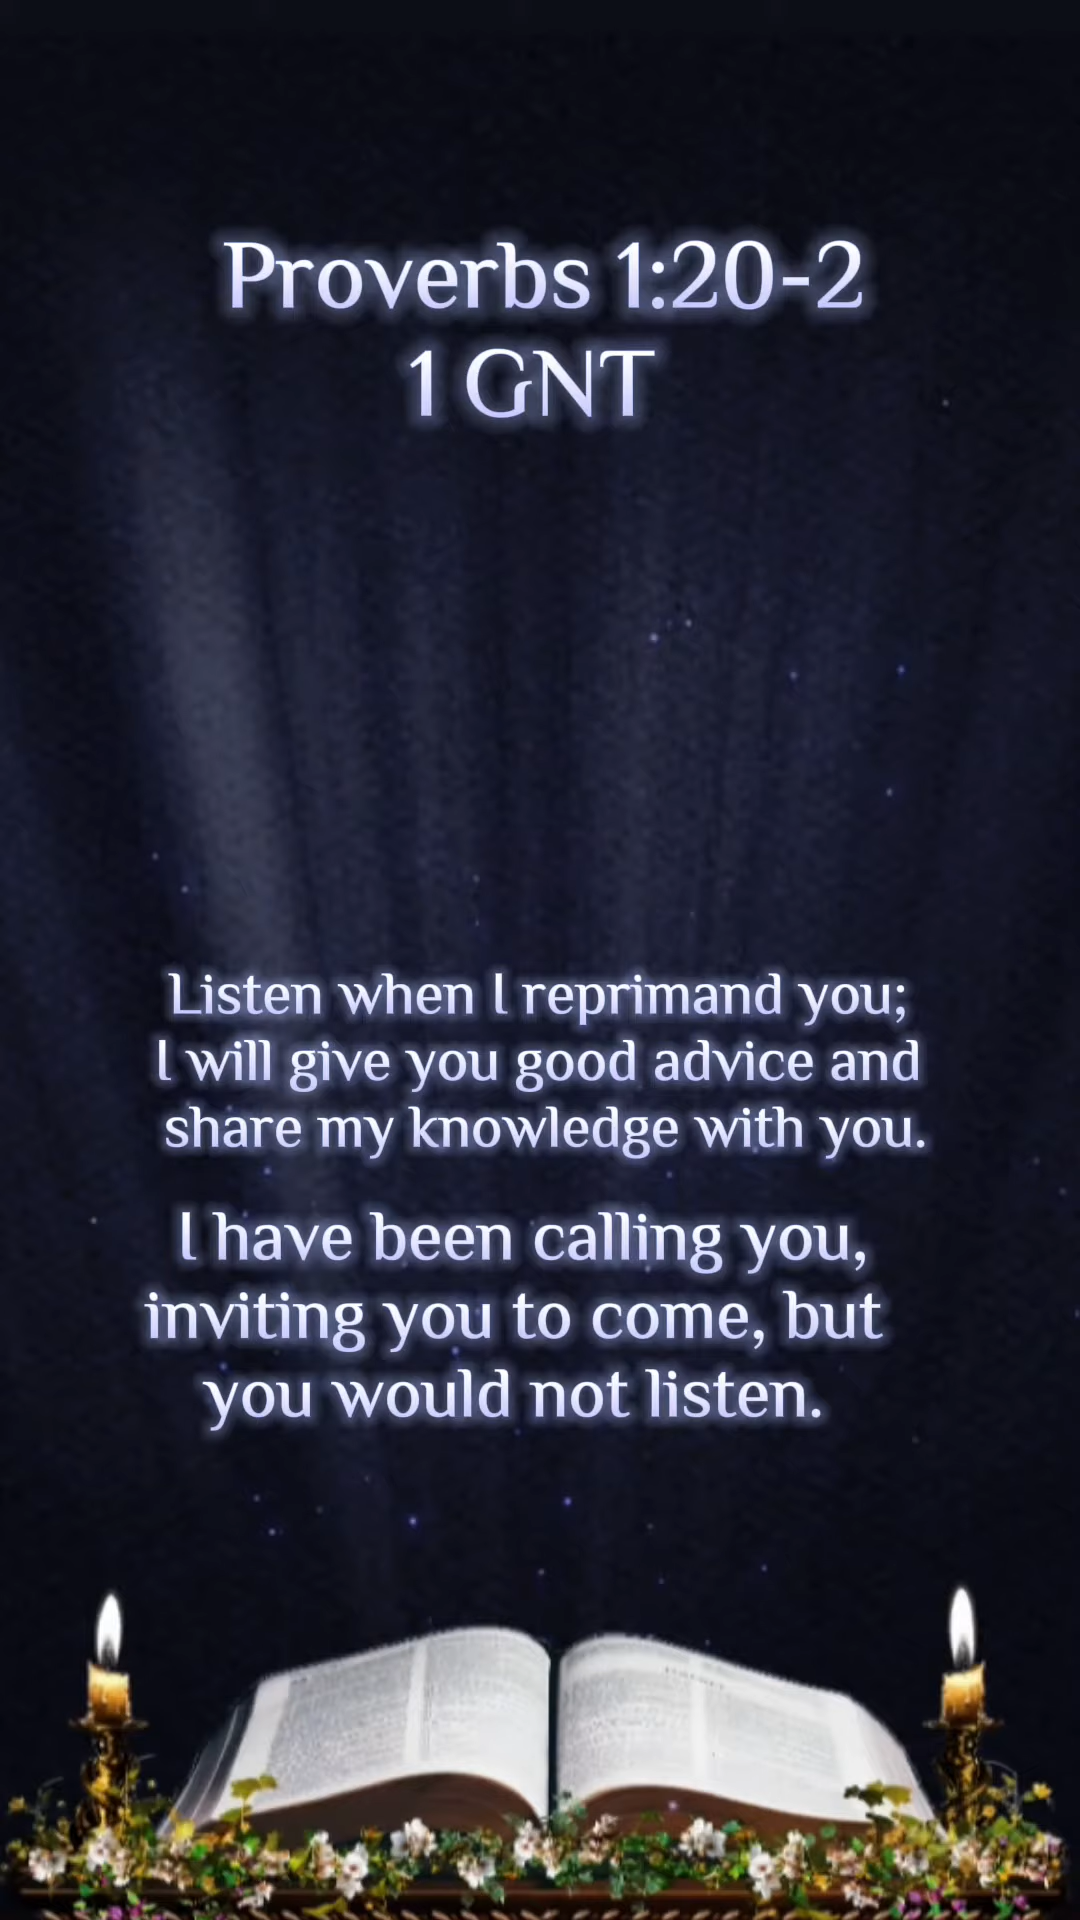 Proverbs 1:20-2
1 GNT
Listen when I reprimand you;
I will give you good advice and
share my knowledge with you.
I have been calling you,
inviting you to come, but
you would not listen.